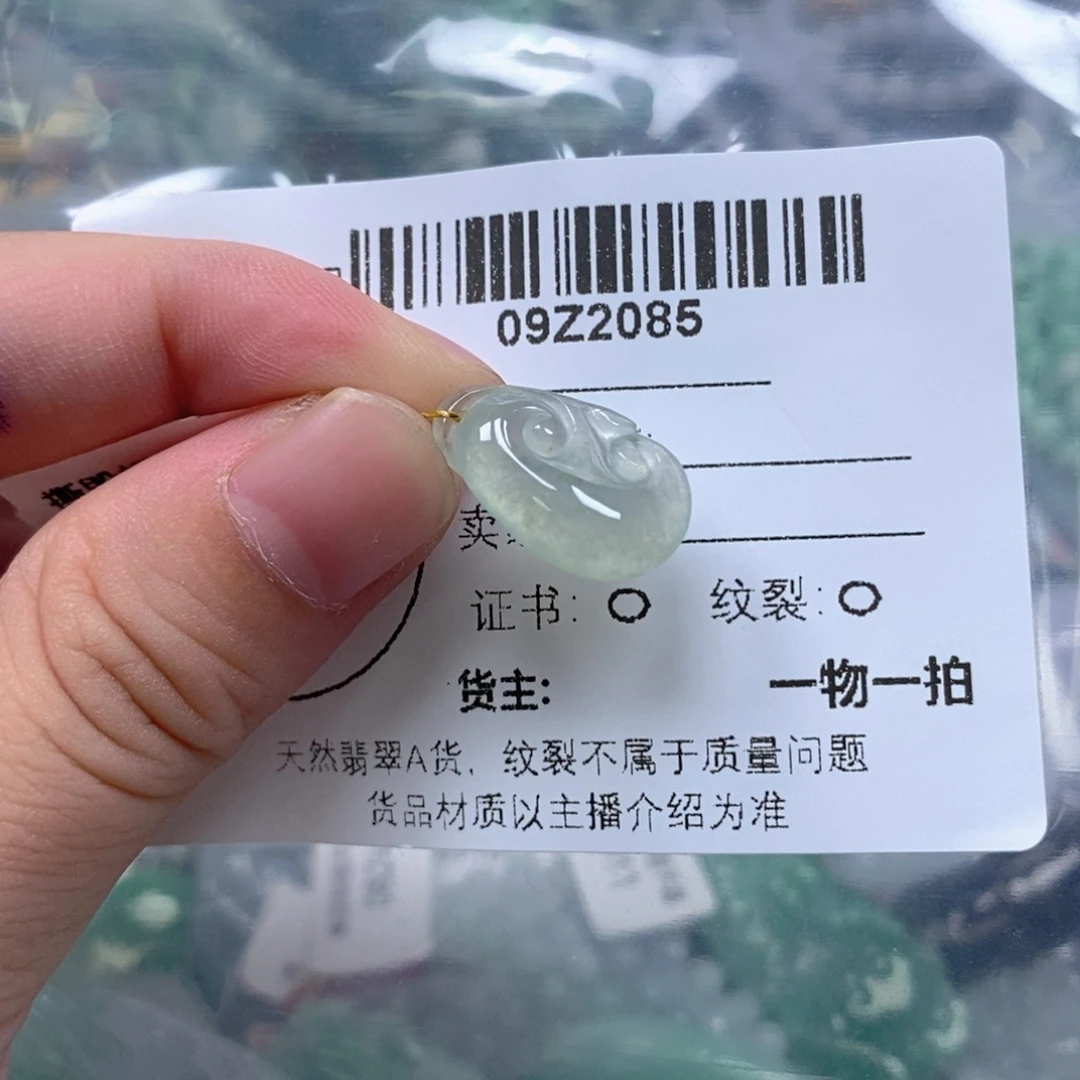 09Z2085
卖
证书: O 纹裂: O
货主: 一物一拍
天然翡翠A货, 纹裂不属于质量问题
货品材质以主播介绍为准